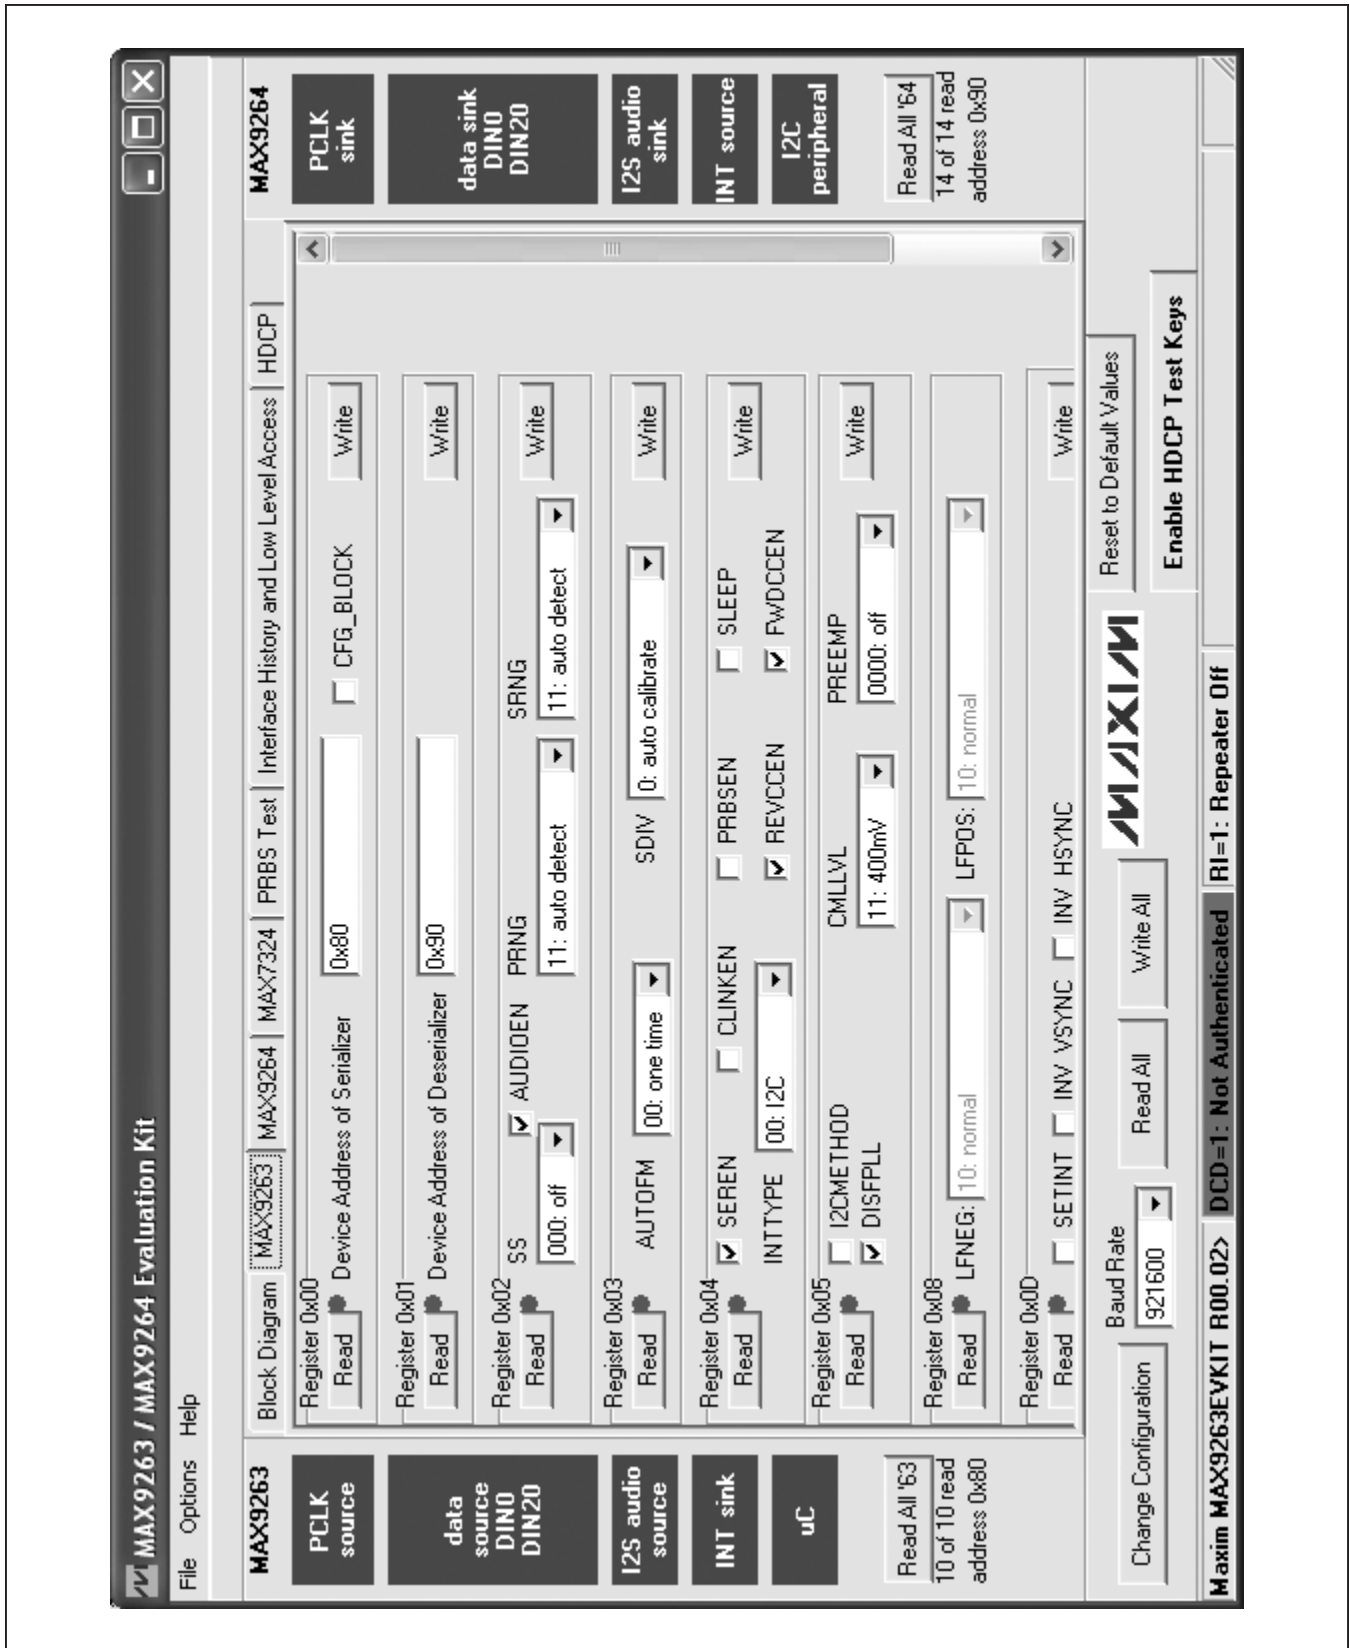 MAX9263 / MAX9264 Evaluation Kit
File Options Help
MAX9263
PCLK
source
data
source
DIN0
DIN20
I2S audio
source
INT sink
uC
Read All '63
10 of 10 read
address 0x80
Block Diagram MAX9263 MAX9264 MAX7324 PRBS Test Interface History and Low Level Access HDCP
Register 0x00
Read Device Address of Serializer 0x80 CFG_BLOCK Write
Register 0x01
Read Device Address of Deserializer 0x90 Write
Register 0x02
SS AUDIOEN PRNG SRNG
Read 000: off 11: auto detect 11: auto detect Write
Register 0x03
Read AUTOFM 00: one time SDIV 0: auto calibrate Write
Register 0x04
Read SEREN CLINKEN PRBSEN SLEEP Write
INTTYPE 00: I2C REVCCEN FWDCCEN
Register 0x05
Read I2CMETHOD CMLLVL PREEMP
DISFPLL 11: 400mV 0000: off Write
Register 0x08
Read LFNEG: 10: normal LFPOS: 10: normal
Register 0x0D
Read SETINT INV VSYNC INV HSYNC Write
MAX9264
PCLK
sink
data sink
DIN0
DIN20
I2S audio
sink
INT source
I2C
peripheral
Read All '64
14 of 14 read
address 0x90
Change Configuration
Baud Rate
921600
Read All
Write All
MAXIM
Reset to Default Values
Enable HDCP Test Keys
Maxim MAX9263EVKIT R00.02> DCD=1: Not Authenticated RI=1: Repeater Off